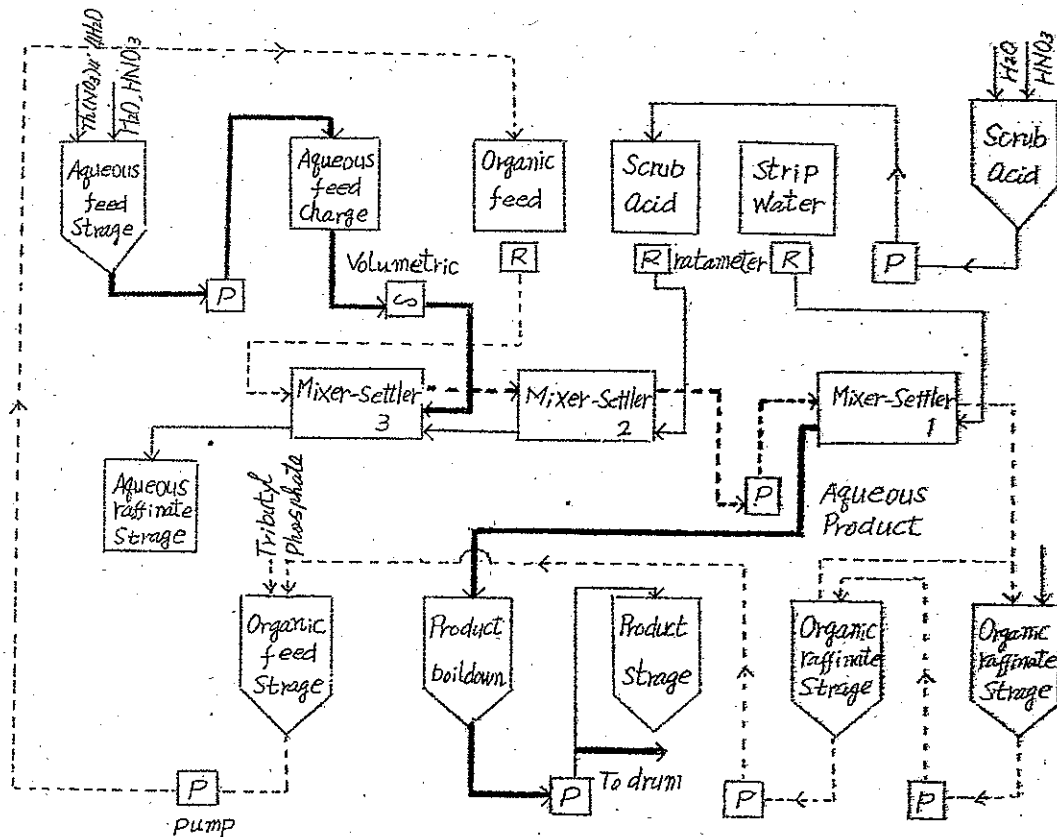 Th(NO3)4·4H2O
H2O, HNO3
H2O
HNO3
Aqueous
feed
Strage
Aqueous
feed
Charge
Organic
feed
Scrub
Acid
Strip
Water
Scrub
Acid
P
Volumetric
S
R
R
ratameter
R
P
Mixer-Settler
3
Mixer-Settler
2
Mixer-Settler
1
Aqueous
raffinate
Strage
Tributyl
Phosphate
P
Aqueous
Product
Organic
feed
Strage
Product
boildown
Product
Strage
Organic
raffinate
Strage
Organic
raffinate
Strage
P
Pump
P
To drum
P
P